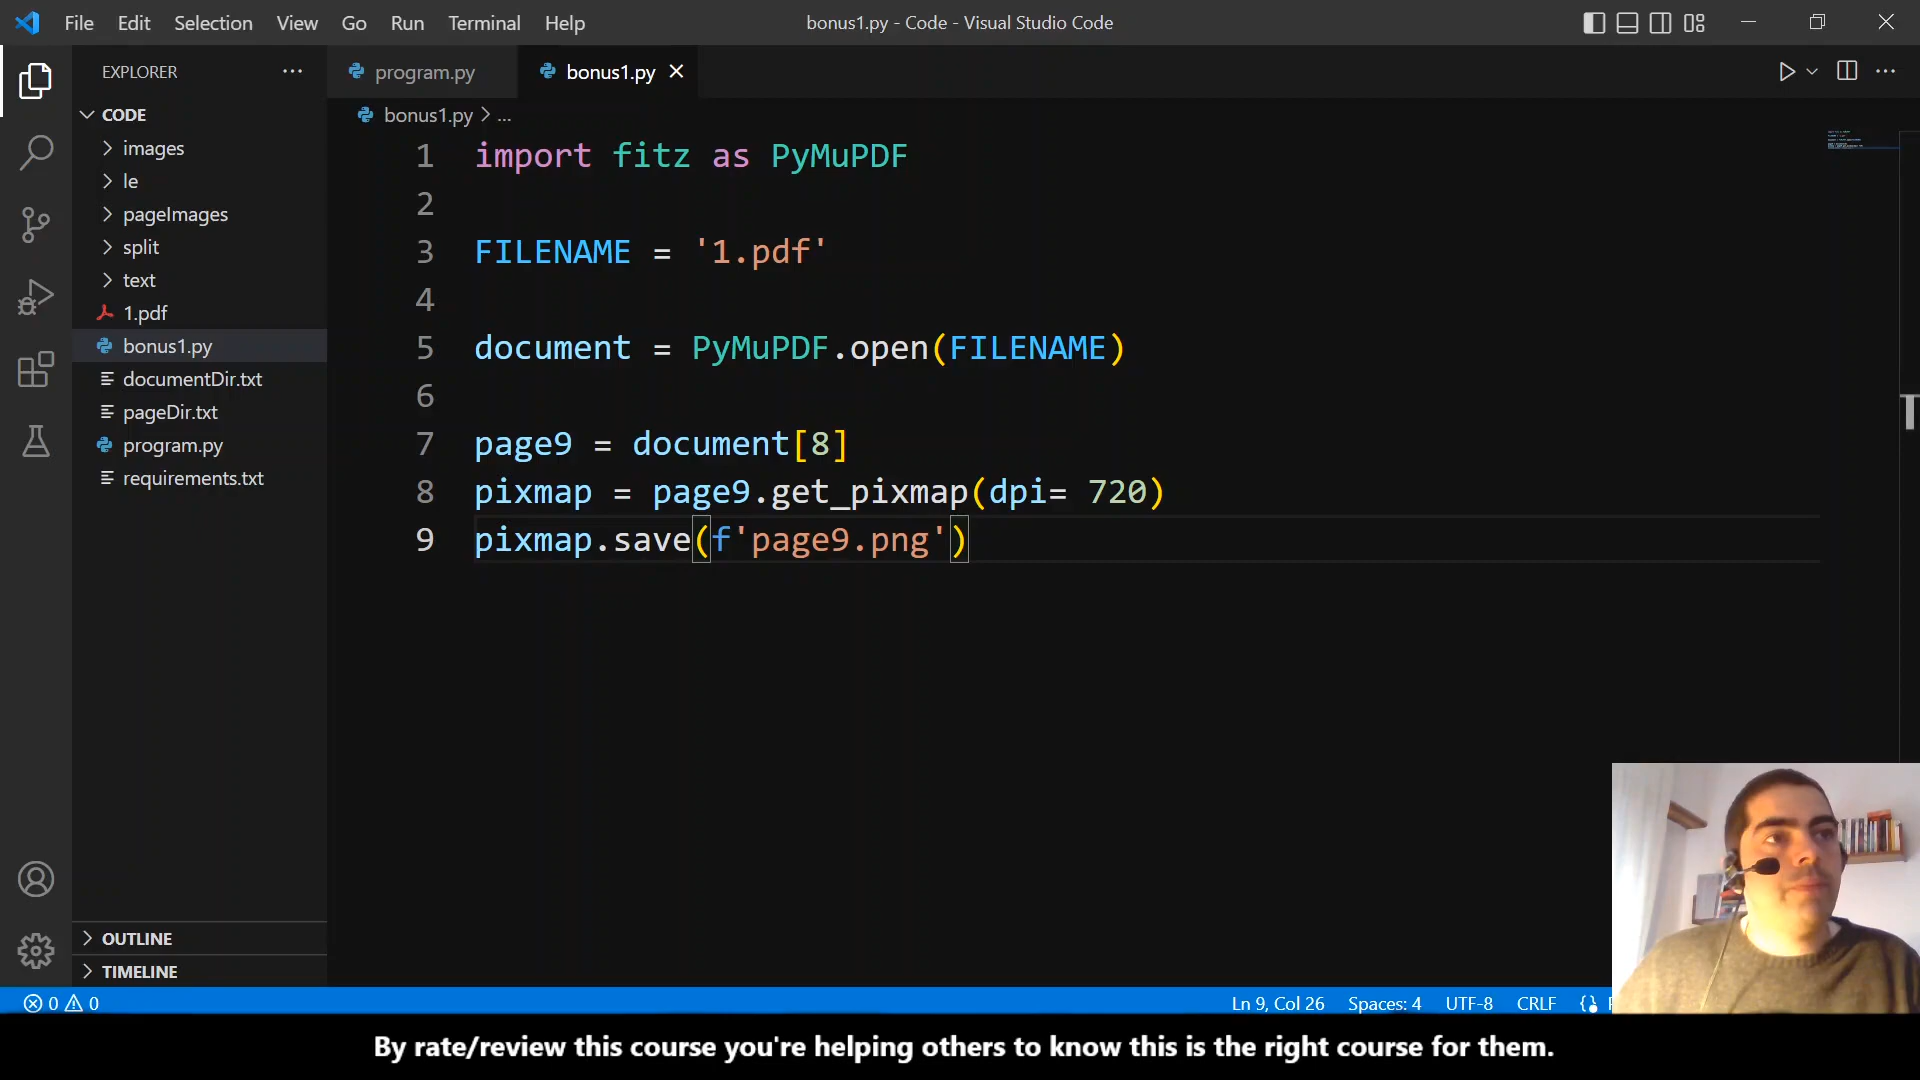 File Edit Selection View Go Run Terminal Help
bonus1.py - Code - Visual Studio Code
EXPLORER
program.py
bonus1.py
CODE
bonus1.py > ...
images
le
pageImages
split
text
1.pdf
bonus1.py
documentDir.txt
pageDir.txt
program.py
requirements.txt
1 import fitz as PyMuPDF
2
3 FILENAME = '1.pdf'
4
5 document = PyMuPDF.open(FILENAME)
6
7 page9 = document[8]
8 pixmap = page9.get_pixmap(dpi= 720)
9 pixmap.save(f'page9.png')
OUTLINE
TIMELINE
0 0
Ln 9, Col 26 Spaces: 4 UTF-8 CRLF
By rate/review this course you're helping others to know this is the right course for them.